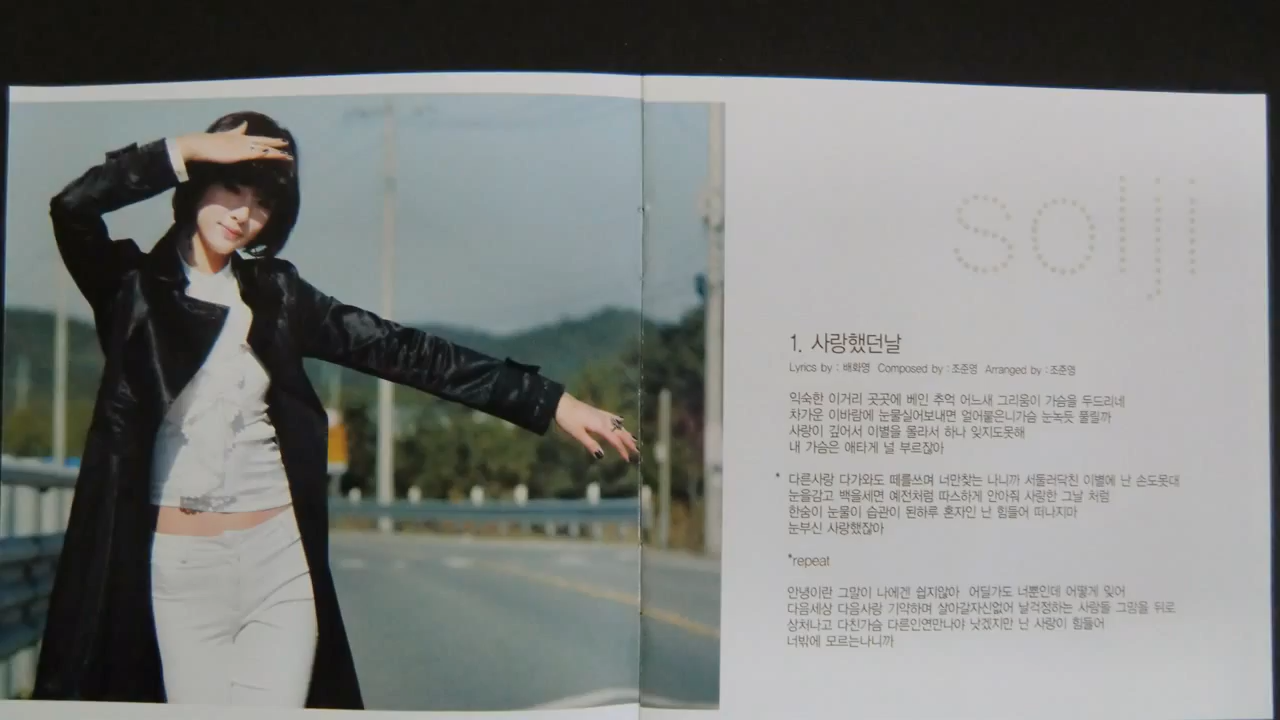 solji
1. 사랑했던날
Lyrics by : 배화영 Composed by : 조준영 Arranged by : 조준영
익숙한 이거리 곳곳에 베인 추억 어느새 그리움이 가슴을 두드리네
차가운 이바람에 눈물실어보내면 얼어붙은니가슴 눈녹듯 풀릴까
사랑이 깊어서 이별을 몰라서 하나 잊지도못해
내 가슴은 애타게 널 부르잖아
* 다른사랑 다가와도 떼를쓰며 너만찾는 나니까 서둘러닥친 이별에 난 손도못대
눈을감고 백을세면 예전처럼 따스하게 안아줘 사랑한 그날 처럼
한숨이 눈물이 습관이 된하루 혼자인 난 힘들어 떠나지마
눈부신 사랑했잖아
*repeat
안녕이란 그말이 나에겐 쉽지않아 어딜가도 너뿐인데 어떻게 잊어
다음세상 다음사랑 기약하며 살아갈자신없어 날걱정하는 사람들 그맘을 뒤로
상처나고 다친가슴 다른인연만나야 낫겠지만 난 사랑이 힘들어
너밖에 모르는나니까